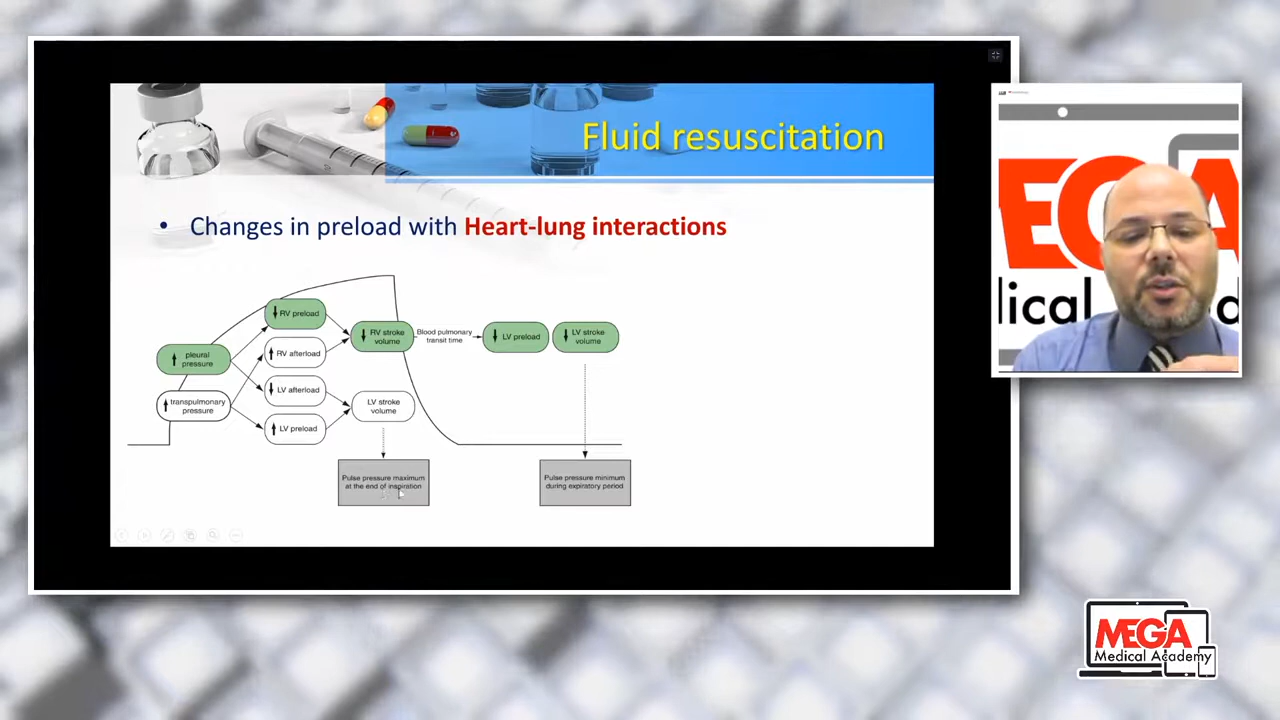 Fluid resuscitation
• Changes in preload with Heart-lung interactions
↓ RV preload
↑ RV afterload
↓ LV afterload
↑ LV preload
↑ pleural
pressure
↑ transpulmonary
pressure
↓ RV stroke
volume
LV stroke
volume
Blood pulmonary
transit time
↓ LV preload
↓ LV stroke
volume
Pulse pressure maximum
at the end of inspiration
Pulse pressure minimum
during expiratory period
MEGA
Medical Academy